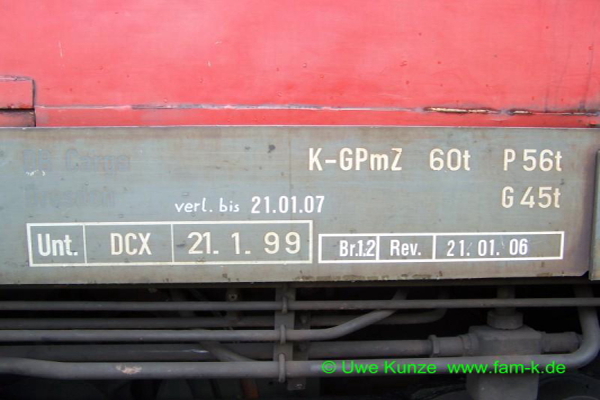 K-GPmZ 60t P 56t
G 45t
verl. bis 21.01.07
Unt. DCX 21. 1. 99 Br.1.2 Rev. 21. 01. 06
© Uwe Kunze www.fam-k.de